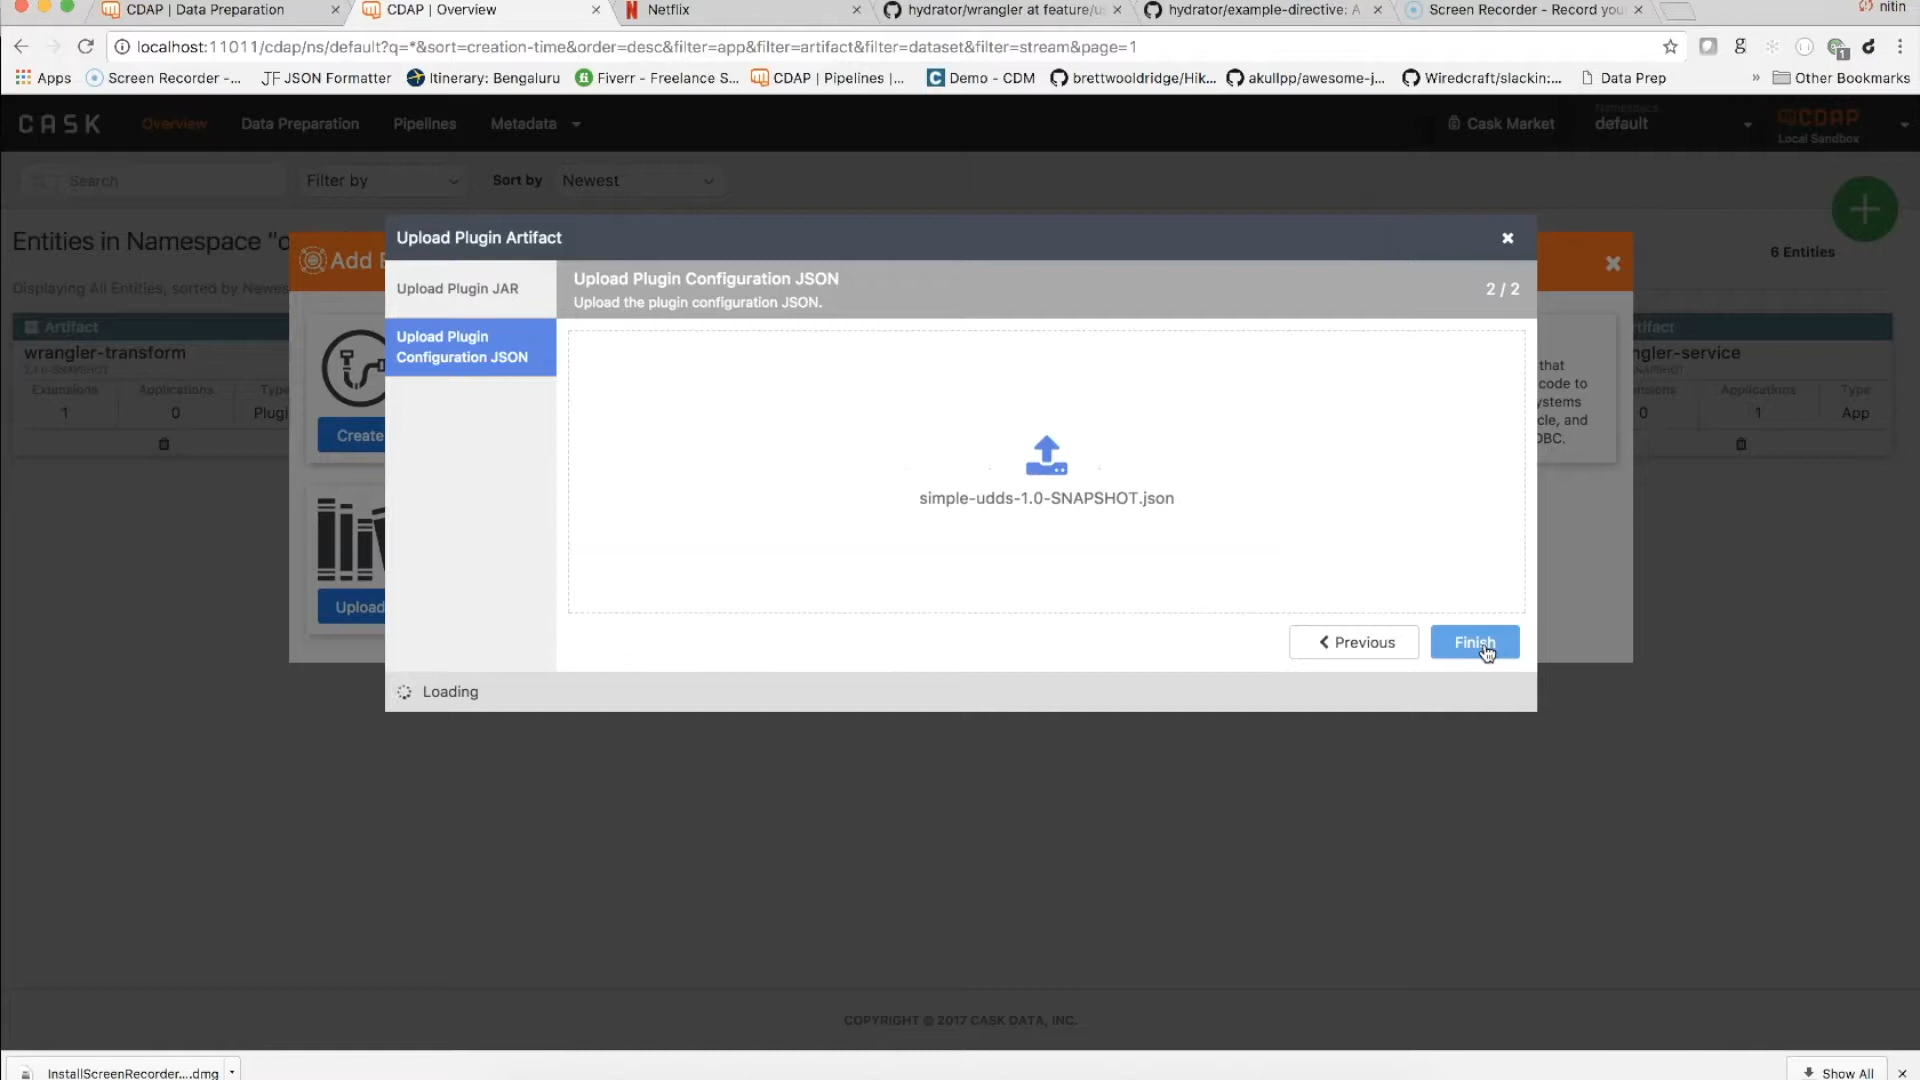 CDAP | Data Preparation
CDAP | Overview
Netflix
hydrator/wrangler at feature/u
hydrator/example-directive: A
Screen Recorder - Record you
nitin
localhost:11011/cdap/ns/default?q=*&sort=creation-time&order=desc&filter=app&filter=artifact&filter=dataset&filter=stream&page=1
Apps
Screen Recorder -...
JSON Formatter
Itinerary: Bengaluru
Fiverr - Freelance S...
CDAP | Pipelines |...
Demo - CDM
brettwooldridge/Hik...
akullpp/awesome-j...
Wiredcraft/slackin:...
Data Prep
»
Other Bookmarks
CASK
Overview
Data Preparation
Pipelines
Metadata
Cask Market
Namespace
default
CDAP
Local Sandbox
Search
Filter by
Sort by
Newest
Entities in Namespace "
Displaying All Entities, sorted by Newes
6 Entities
Add
Upload Plugin Artifact
Upload Plugin JAR
Upload Plugin Configuration JSON
Upload the plugin configuration JSON.
2 / 2
Upload Plugin
Configuration JSON
simple-udds-1.0-SNAPSHOT.json
Previous
Finish
Loading
Artifact
wrangler-transform
Extensions
Applications
Type
1
0
Plugi
Create
Upload
that
code to
ystems
cle, and
DBC.
rtifact
ngler-service
Applications
Type
0
1
App
COPYRIGHT © 2017 CASK DATA, INC.
InstallScreenRecorder....dmg
Show All